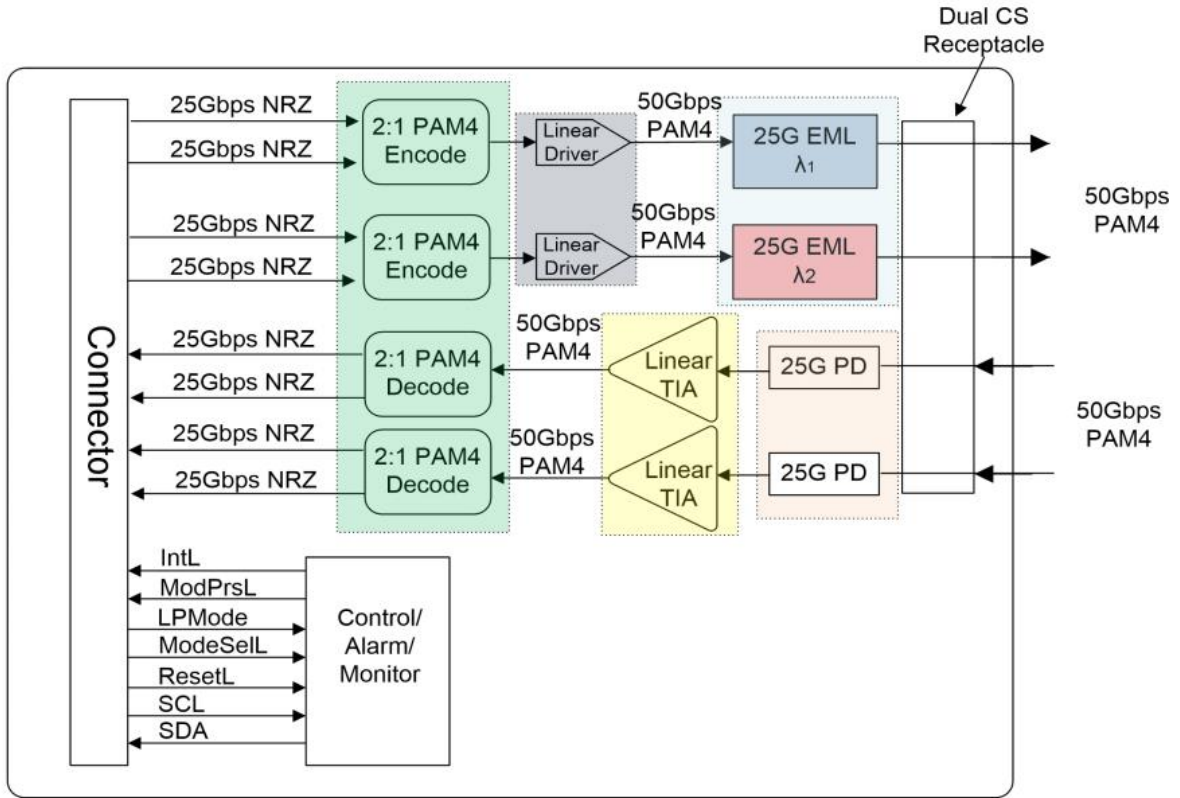 Dual CS
Receptacle
25Gbps NRZ
25Gbps NRZ
2:1 PAM4
Encode
Linear
Driver
50Gbps
PAM4
25G EML
λ1
25Gbps NRZ
25Gbps NRZ
2:1 PAM4
Encode
Linear
Driver
50Gbps
PAM4
25G EML
λ2
50Gbps
PAM4
Connector
25Gbps NRZ
25Gbps NRZ
2:1 PAM4
Decode
50Gbps
PAM4
Linear
TIA
25G PD
25Gbps NRZ
25Gbps NRZ
2:1 PAM4
Decode
50Gbps
PAM4
Linear
TIA
25G PD
50Gbps
PAM4
IntL
ModPrsL
LPMode
ModeSelL
ResetL
SCL
SDA
Control/
Alarm/
Monitor